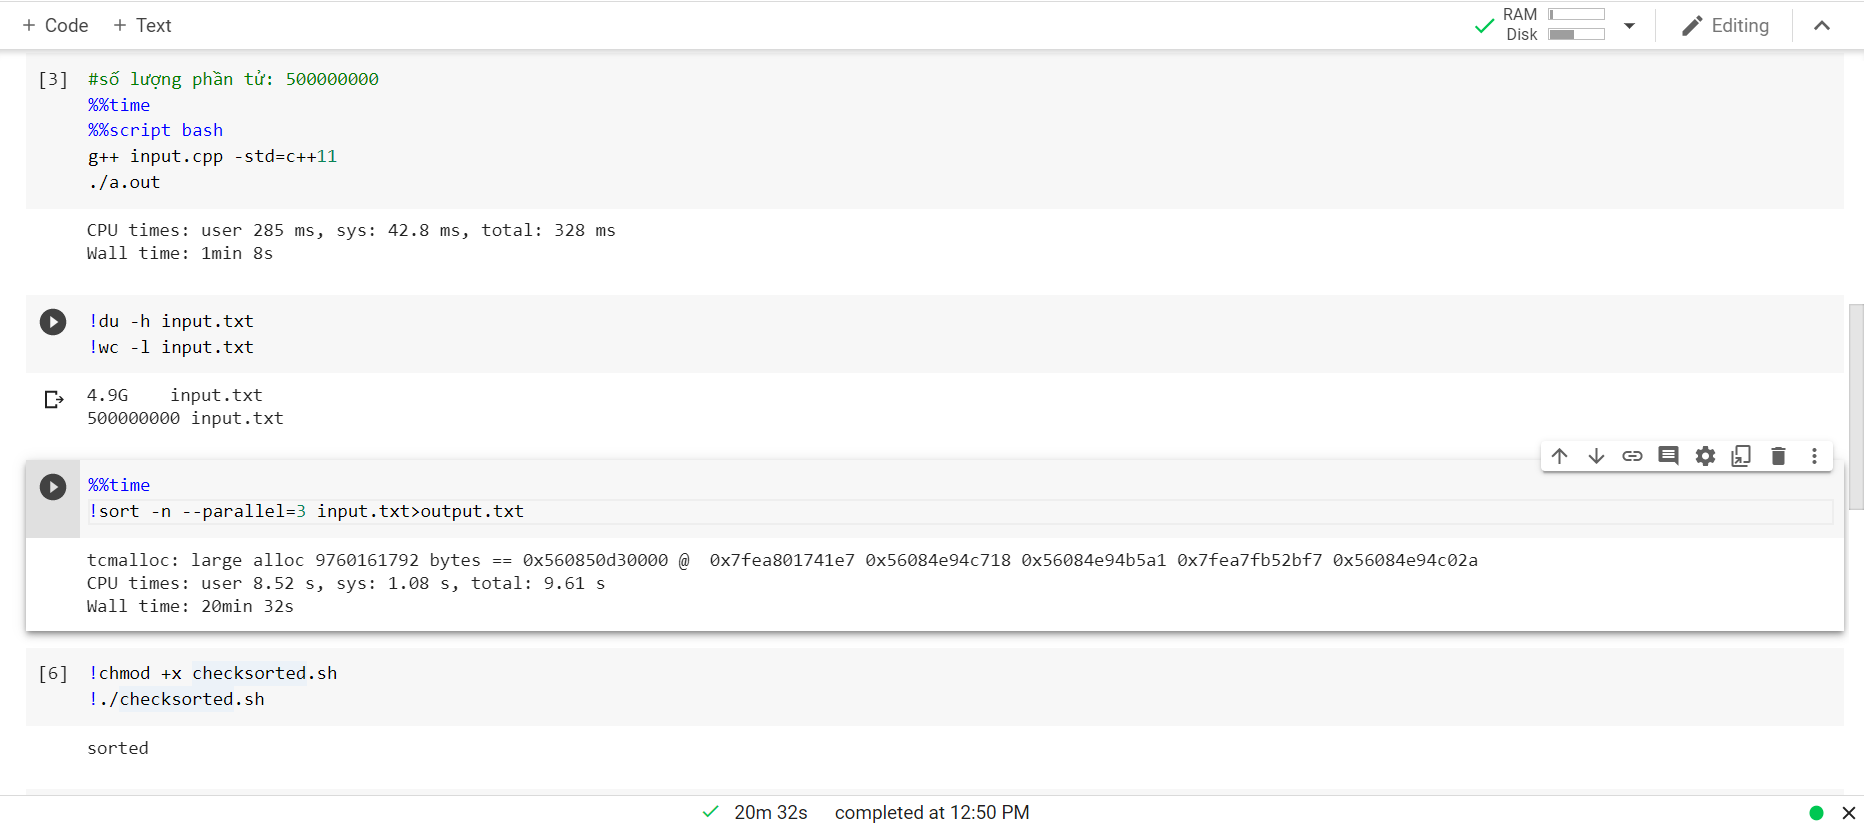 + Code + Text
RAM
Disk
Editing
[3] #số lượng phần tử: 500000000
%%time
%%script bash
g++ input.cpp -std=c++11
./a.out
CPU times: user 285 ms, sys: 42.8 ms, total: 328 ms
Wall time: 1min 8s
!du -h input.txt
!wc -l input.txt
4.9G input.txt
500000000 input.txt
%%time
!sort -n --parallel=3 input.txt>output.txt
tcmalloc: large alloc 9760161792 bytes == 0x560850d30000 @ 0x7fea801741e7 0x56084e94c718 0x56084e94b5a1 0x7fea7fb52bf7 0x56084e94c02a
CPU times: user 8.52 s, sys: 1.08 s, total: 9.61 s
Wall time: 20min 32s
[6] !chmod +x checksorted.sh
!./checksorted.sh
sorted
20m 32s completed at 12:50 PM